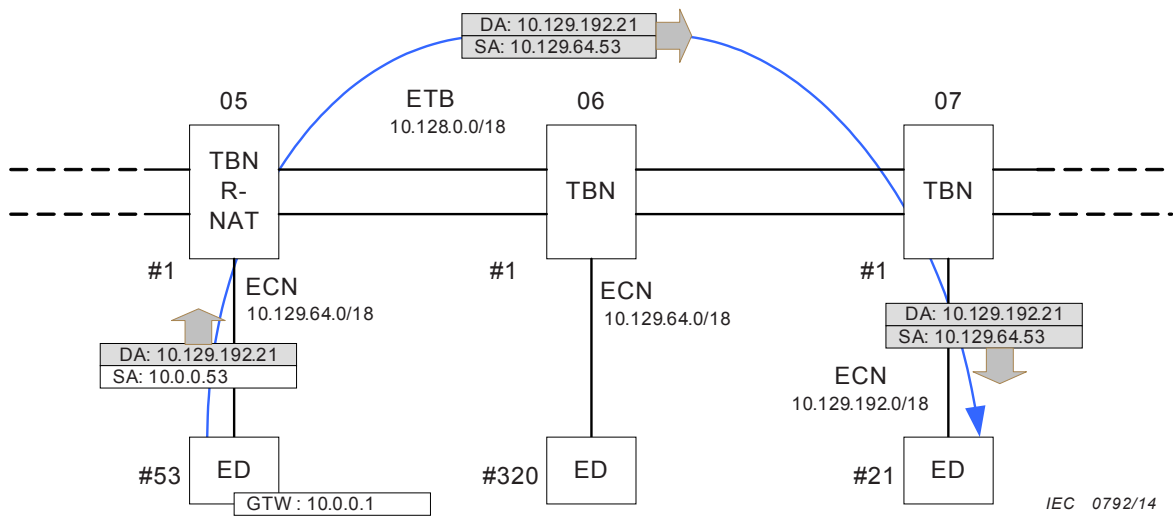 DA: 10.129.192.21
SA: 10.129.64.53
05
ETB
10.128.0.0/18
06
07
TBN
R-
NAT
TBN
TBN
#1
#1
#1
ECN
10.129.64.0/18
ECN
10.129.64.0/18
DA: 10.129.192.21
SA: 10.129.64.53
DA: 10.129.192.21
SA: 10.0.0.53
ECN
10.129.192.0/18
#53
ED
GTW : 10.0.0.1
#320
ED
#21
ED
IEC 0792/14